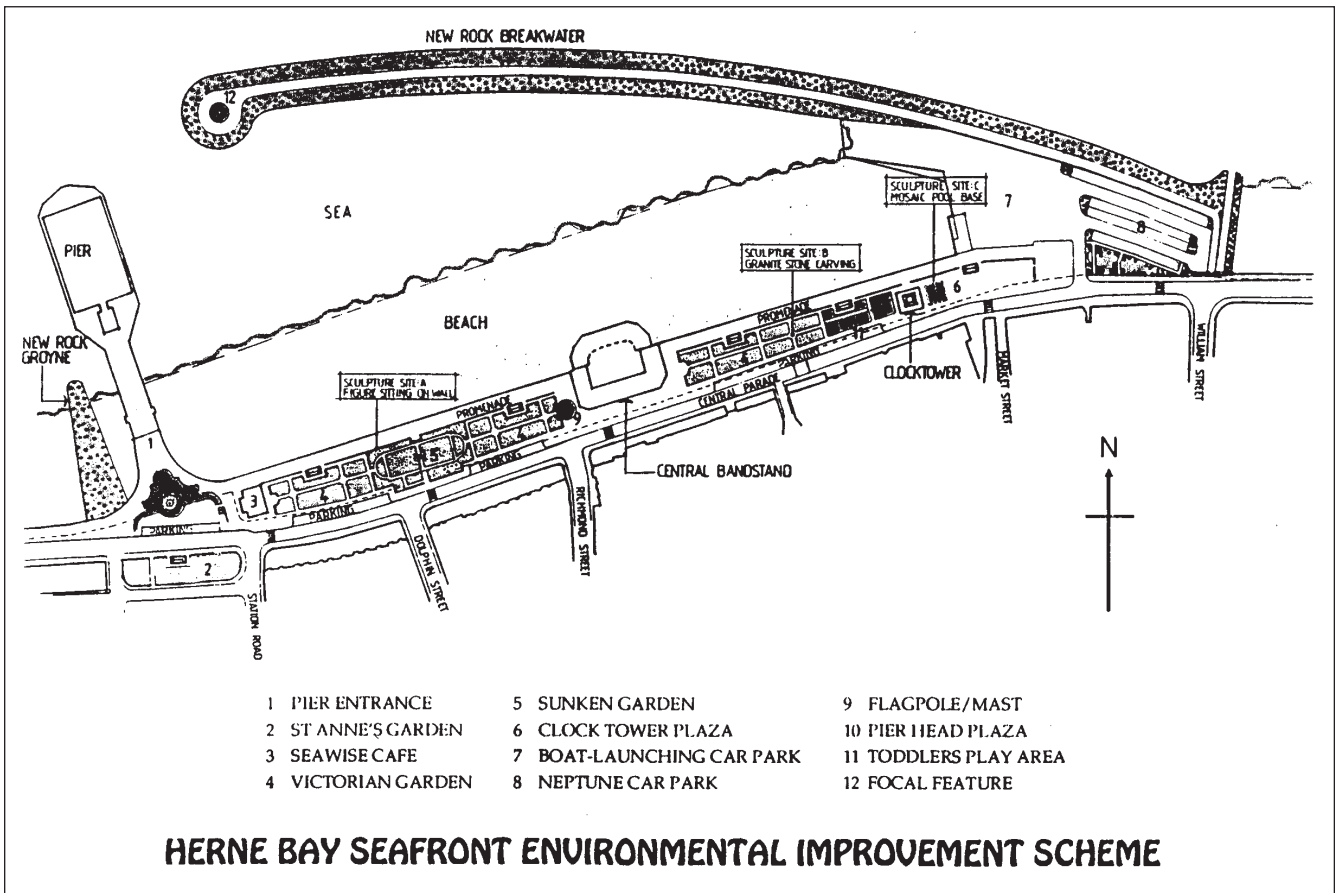 NEW ROCK BREAKWATER
12
SEA
PIER
SCULPTURE SITE:C
MOSAIC POOL BASE
7
8
SCULPTURE SITE:B
GRANITE STONE CARVING
6
BEACH
PROMENADE
NEW ROCK
GROYNE
CLOCKTOWER
WILLIAM STREET
MARKET STREET
PARKING
CENTRAL PARADE
SCULPTURE SITE:A
FIGURE SITTING ON WALL
PROMENADE
9
1
5
4
PARKING
CENTRAL BANDSTAND
N
3
4
PARKING
PARKING
RICHMOND STREET
DOLPHIN STREET
2
STATION ROAD
1 PIER ENTRANCE
2 ST ANNE'S GARDEN
3 SEAWISE CAFE
4 VICTORIAN GARDEN
5 SUNKEN GARDEN
6 CLOCK TOWER PLAZA
7 BOAT-LAUNCHING CAR PARK
8 NEPTUNE CAR PARK
9 FLAGPOLE/MAST
10 PIER HEAD PLAZA
11 TODDLERS PLAY AREA
12 FOCAL FEATURE
HERNE BAY SEAFRONT ENVIRONMENTAL IMPROVEMENT SCHEME